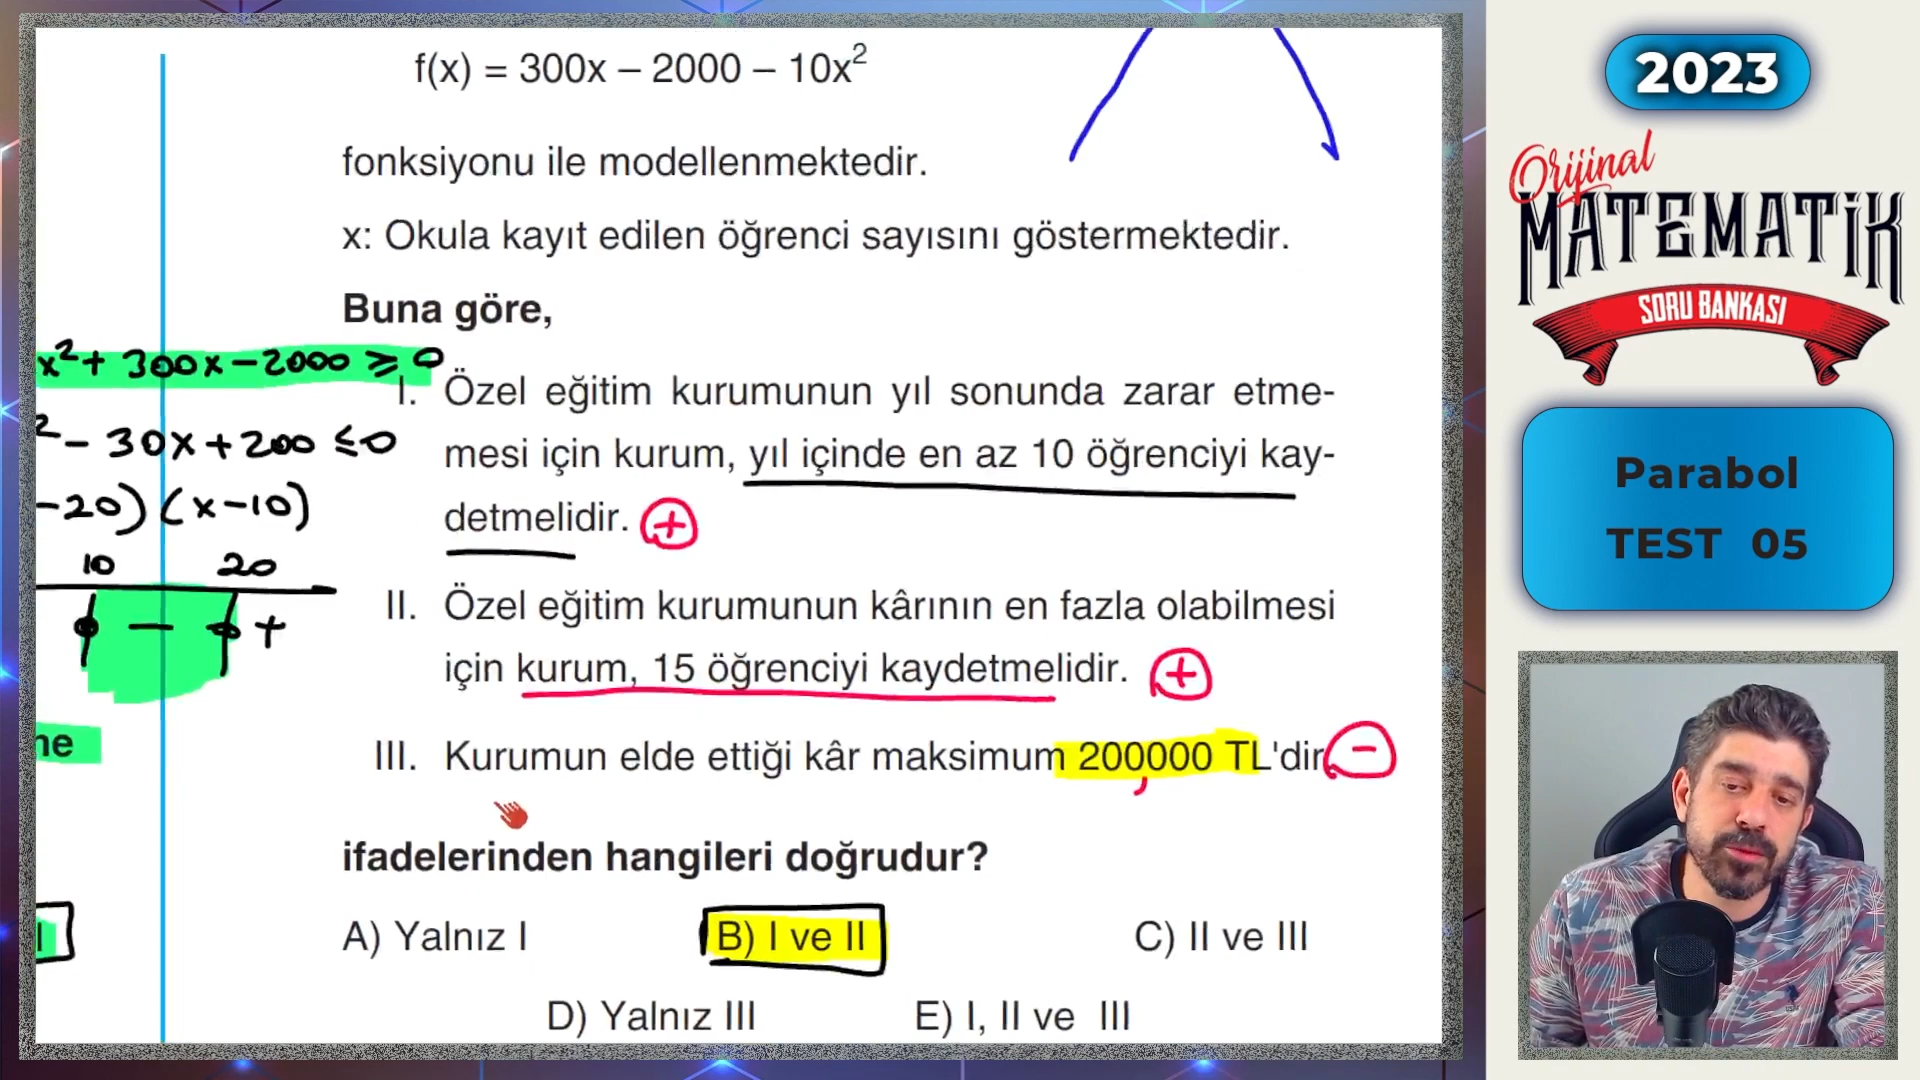 f(x) = 300x – 2000 – 10x²
fonksiyonu ile modellenmektedir.
x: Okula kayıt edilen öğrenci sayısını göstermektedir.
Buna göre,
x² + 300x – 2000 ≥ 0
I. Özel eğitim kurumunun yıl sonunda zarar etme-
² – 30x + 200 ≤ 0
mesi için kurum, yıl içinde en az 10 öğrenciyi kay-
–20) (x–10)
detmelidir. +
10 20
– +
II. Özel eğitim kurumunun kârının en fazla olabilmesi
için kurum, 15 öğrenciyi kaydetmelidir. +
III. Kurumun elde ettiği kâr maksimum 200000 TL'dir –
ifadelerinden hangileri doğrudur?
A) Yalnız I B) I ve II C) II ve III
D) Yalnız III E) I, II ve III
2023
Orijinal
MATEMATİK
SORU BANKASI
Parabol
TEST 05